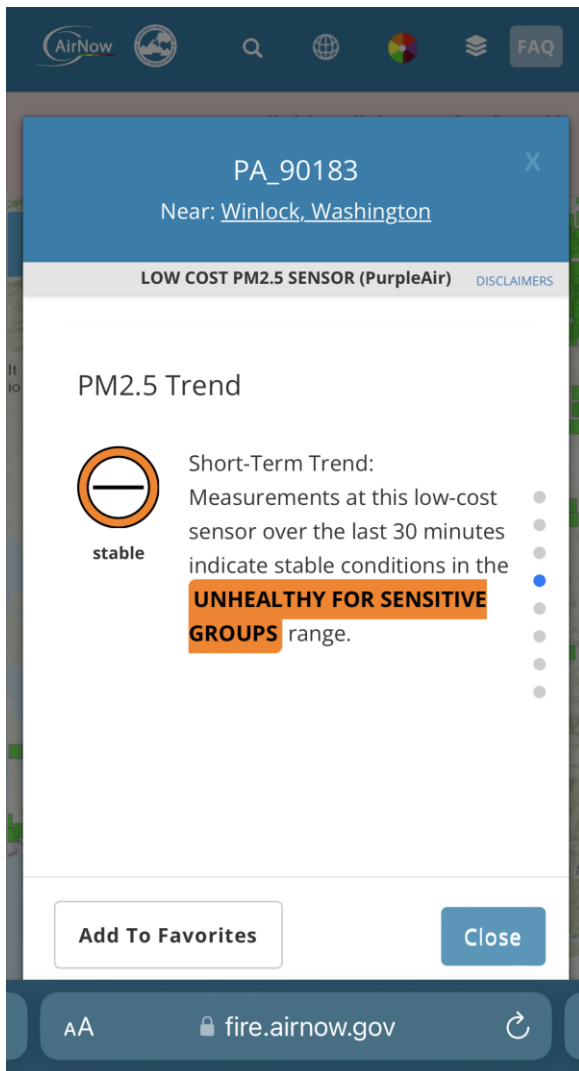 AirNow
FAQ
PA_90183
X
Near: Winlock, Washington
LOW COST PM2.5 SENSOR (PurpleAir) DISCLAIMERS
lt
io
PM2.5 Trend
Short-Term Trend:
Measurements at this low-cost
sensor over the last 30 minutes
indicate stable conditions in the
UNHEALTHY FOR SENSITIVE
GROUPS range.
stable
Add To Favorites
Close
AA
fire.airnow.gov